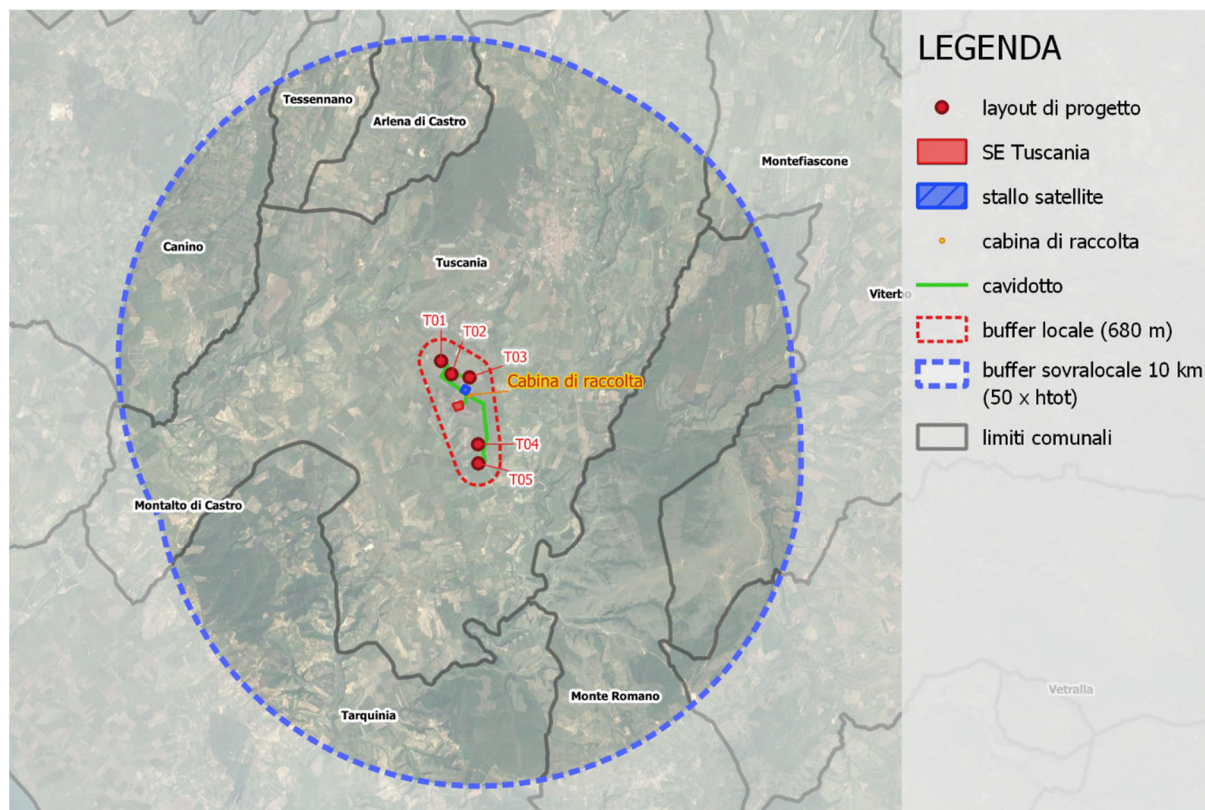 Tessennano
Arlena di Castro
Montefiascone
Canino
Tuscania
Viterbo
T01
T02
T03
Cabina di raccolta
T04
T05
Montalto di Castro
Monte Romano
Tarquinia
Vetralla
LEGENDA
layout di progetto
SE Tuscania
stallo satellite
cabina di raccolta
cavidotto
buffer locale (680 m)
buffer sovralocale 10 km
(50 x htot)
limiti comunali